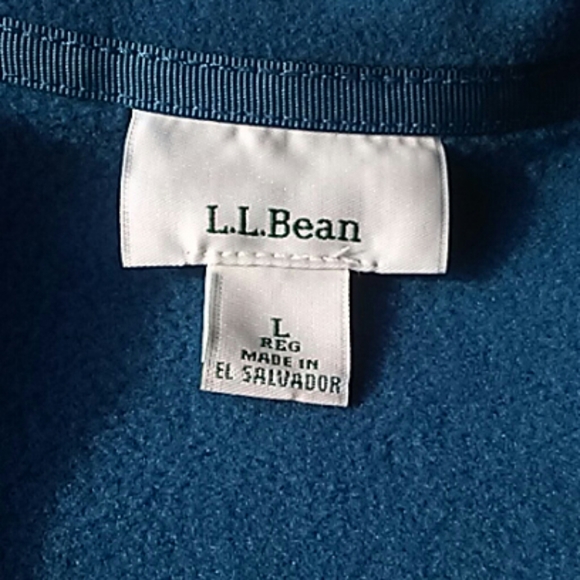 L.L.Bean
L
REG
MADE IN
EL SALVADOR